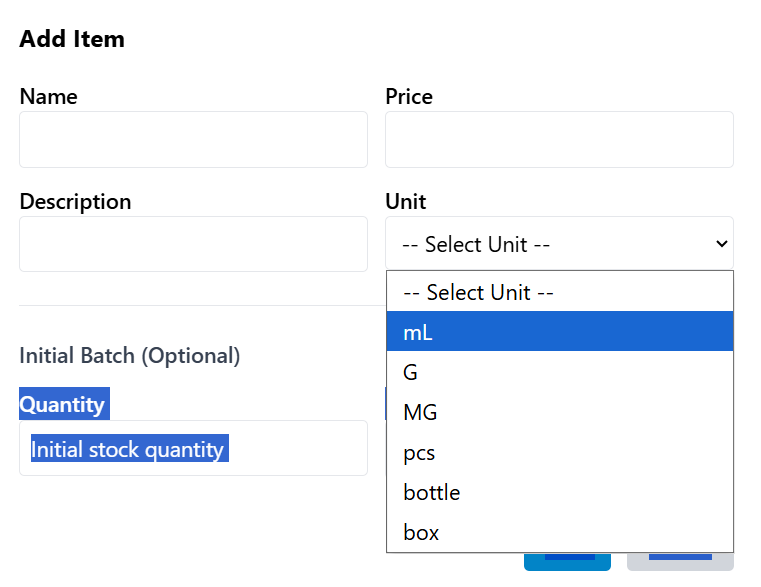 Add Item
Name
Price
Description
Unit
-- Select Unit --
-- Select Unit --
mL
G
MG
pcs
bottle
box
Initial Batch (Optional)
Quantity
Initial stock quantity